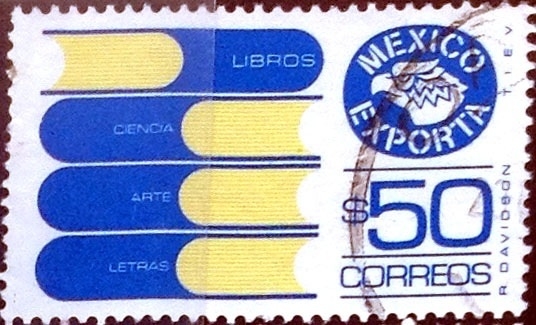 LIBROS
CIENCIA
ARTE
LETRAS
MEXICO
EXPORTA
$50
CORREOS
T I E V
R DAVIDSON